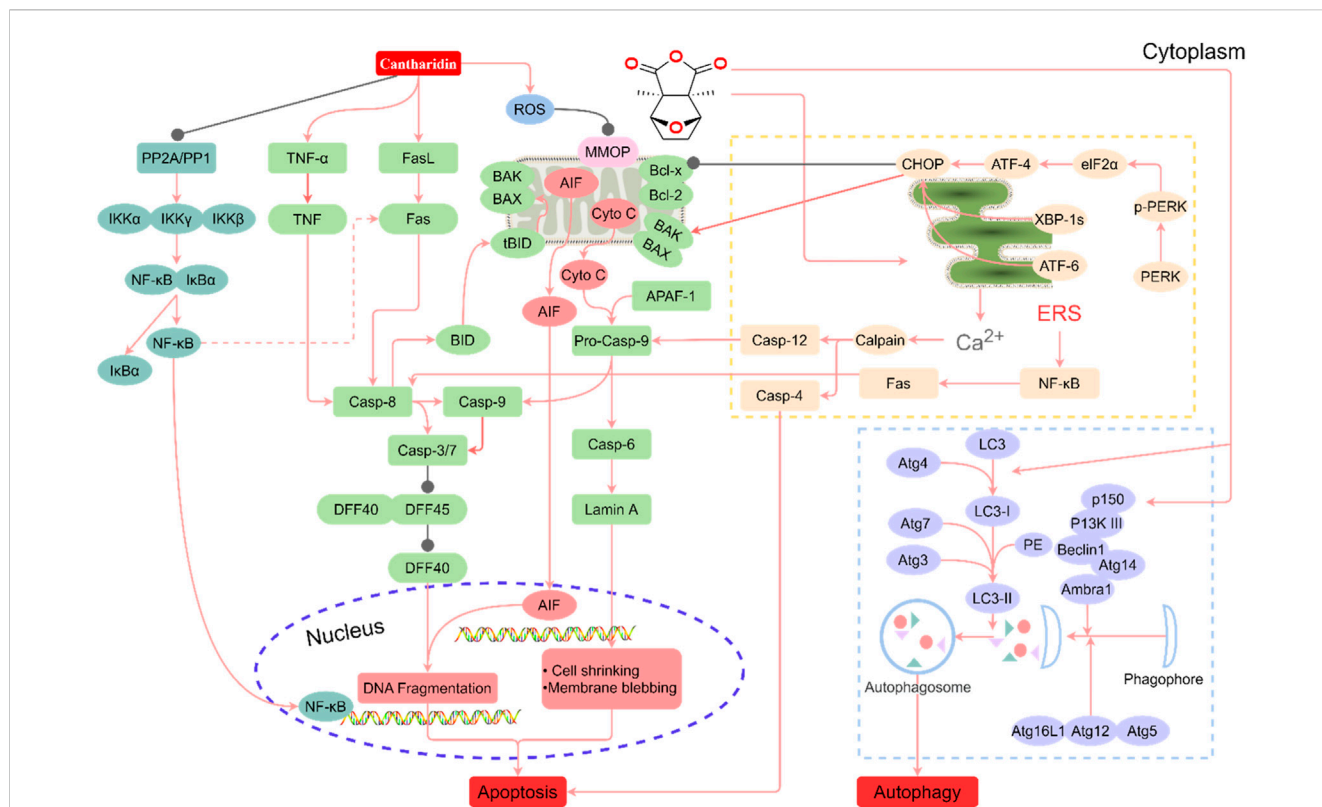 Cytoplasm
Cantharidin
O
O
O
O
ROS
PP2A/PP1
TNF-α
FasL
MMOP
BAK
BAX
AIF
Bcl-x
Bcl-2
CHOP
ATF-4
eIF2α
IKKα
IKKγ
IKKβ
TNF
Fas
Cyto C
BAK
BAX
tBID
XBP-1s
p-PERK
ATF-6
PERK
NF-κB
IκBα
Cyto C
APAF-1
AIF
ERS
NF-κB
BID
Pro-Casp-9
Casp-12
Calpain
Ca2+
IκBα
Casp-8
Casp-9
Casp-4
Fas
NF-κB
Casp-3/7
Casp-6
LC3
Atg4
DFF40
DFF45
Lamin A
LC3-I
p150
P13K III
Atg7
PE
Beclin1
Atg3
Atg14
DFF40
Ambra1
LC3-II
AIF
Nucleus
• Cell shrinking
•Membrane blebbing
DNA Fragmentation
Autophagosome
Phagophore
NF-κB
Atg16L1
Atg12
Atg5
Apoptosis
Autophagy